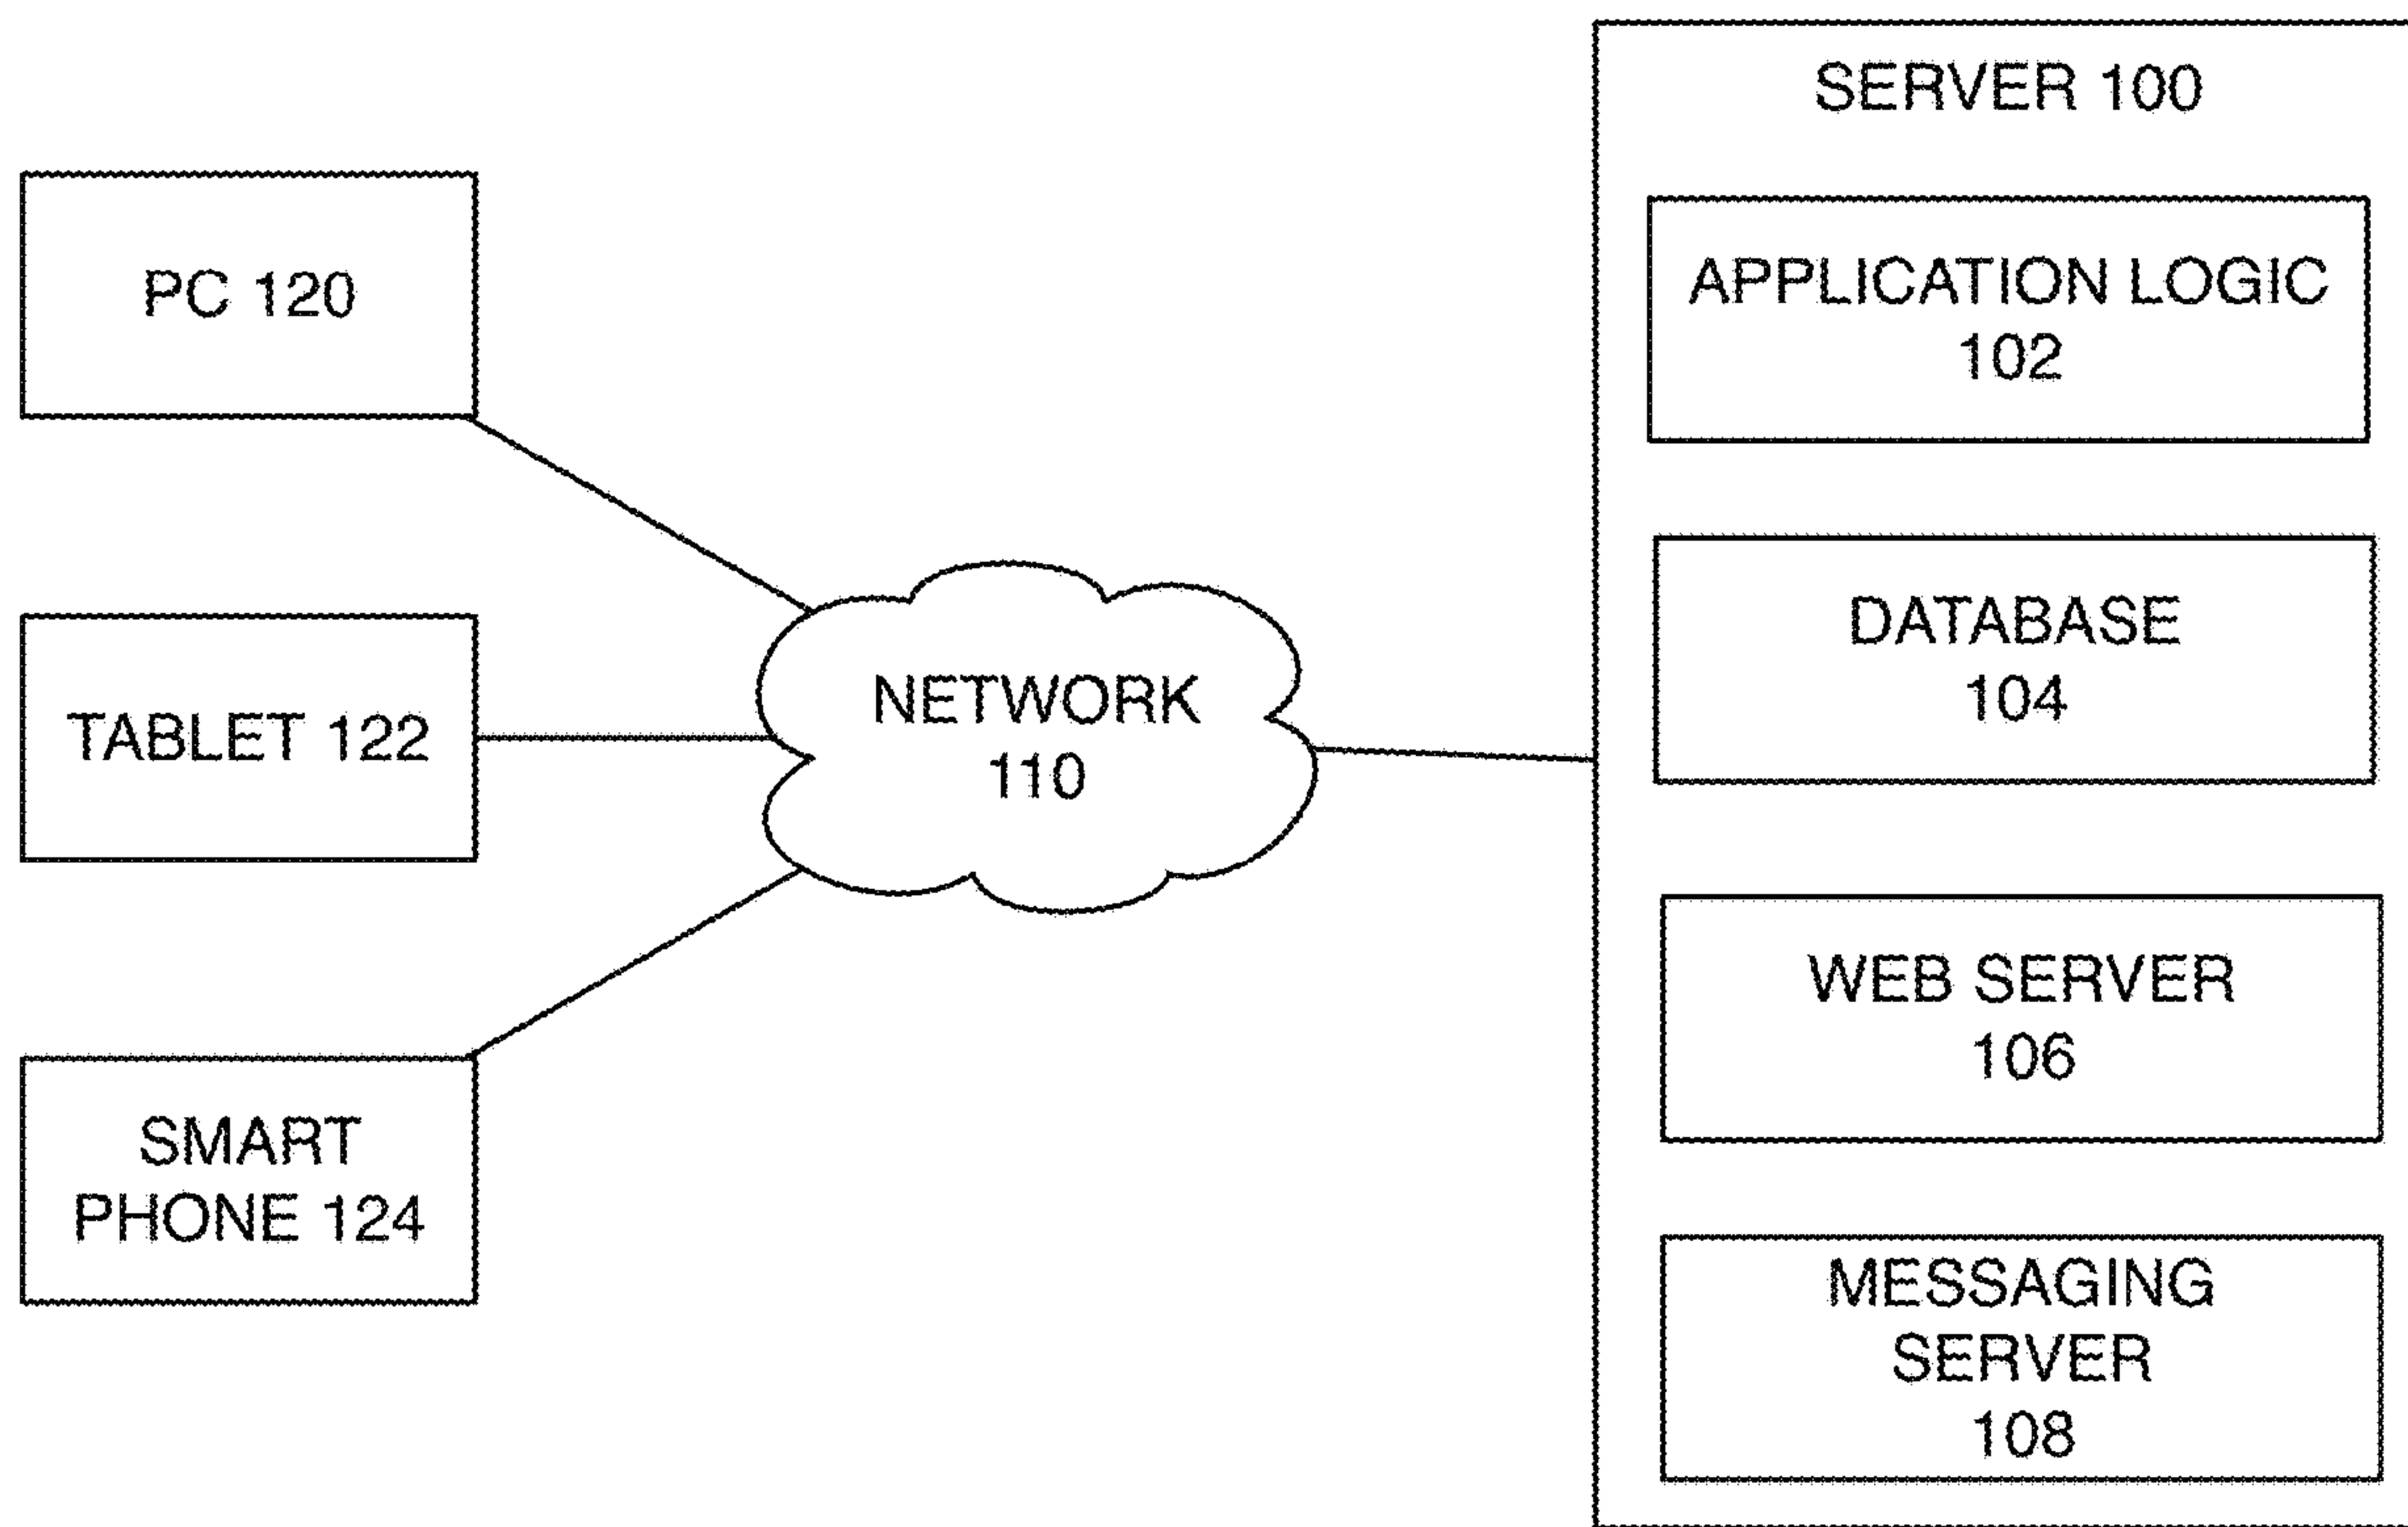 SERVER 100
APPLICATION LOGIC
102
DATABASE
104
WEB SERVER
106
MESSAGING
SERVER
108
NETWORK
110
PC 120
TABLET 122
SMART
PHONE 124